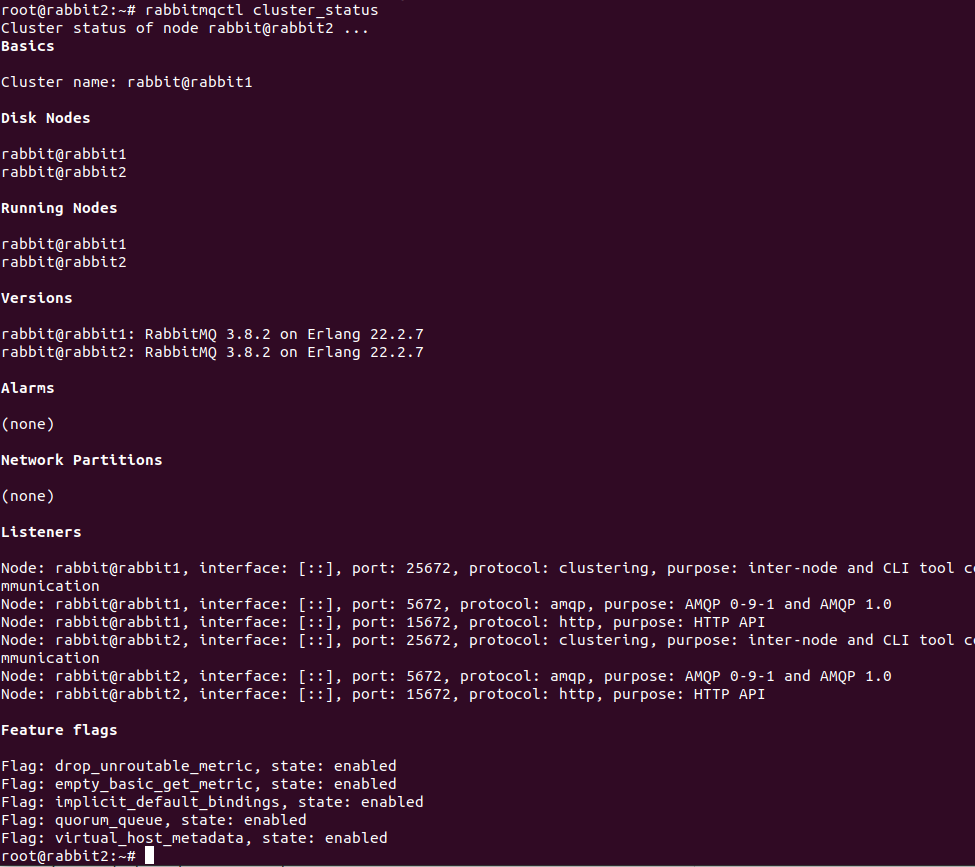 root@rabbit2:~# rabbitmqctl cluster_status
Cluster status of node rabbit@rabbit2 ...
Basics
Cluster name: rabbit@rabbit1
Disk Nodes
rabbit@rabbit1
rabbit@rabbit2
Running Nodes
rabbit@rabbit1
rabbit@rabbit2
Versions
rabbit@rabbit1: RabbitMQ 3.8.2 on Erlang 22.2.7
rabbit@rabbit2: RabbitMQ 3.8.2 on Erlang 22.2.7
Alarms
(none)
Network Partitions
(none)
Listeners
Node: rabbit@rabbit1, interface: [::], port: 25672, protocol: clustering, purpose: inter-node and CLI tool co
mmunication
Node: rabbit@rabbit1, interface: [::], port: 5672, protocol: amqp, purpose: AMQP 0-9-1 and AMQP 1.0
Node: rabbit@rabbit1, interface: [::], port: 15672, protocol: http, purpose: HTTP API
Node: rabbit@rabbit2, interface: [::], port: 25672, protocol: clustering, purpose: inter-node and CLI tool co
mmunication
Node: rabbit@rabbit2, interface: [::], port: 5672, protocol: amqp, purpose: AMQP 0-9-1 and AMQP 1.0
Node: rabbit@rabbit2, interface: [::], port: 15672, protocol: http, purpose: HTTP API
Feature flags
Flag: drop_unroutable_metric, state: enabled
Flag: empty_basic_get_metric, state: enabled
Flag: implicit_default_bindings, state: enabled
Flag: quorum_queue, state: enabled
Flag: virtual_host_metadata, state: enabled
root@rabbit2:~#